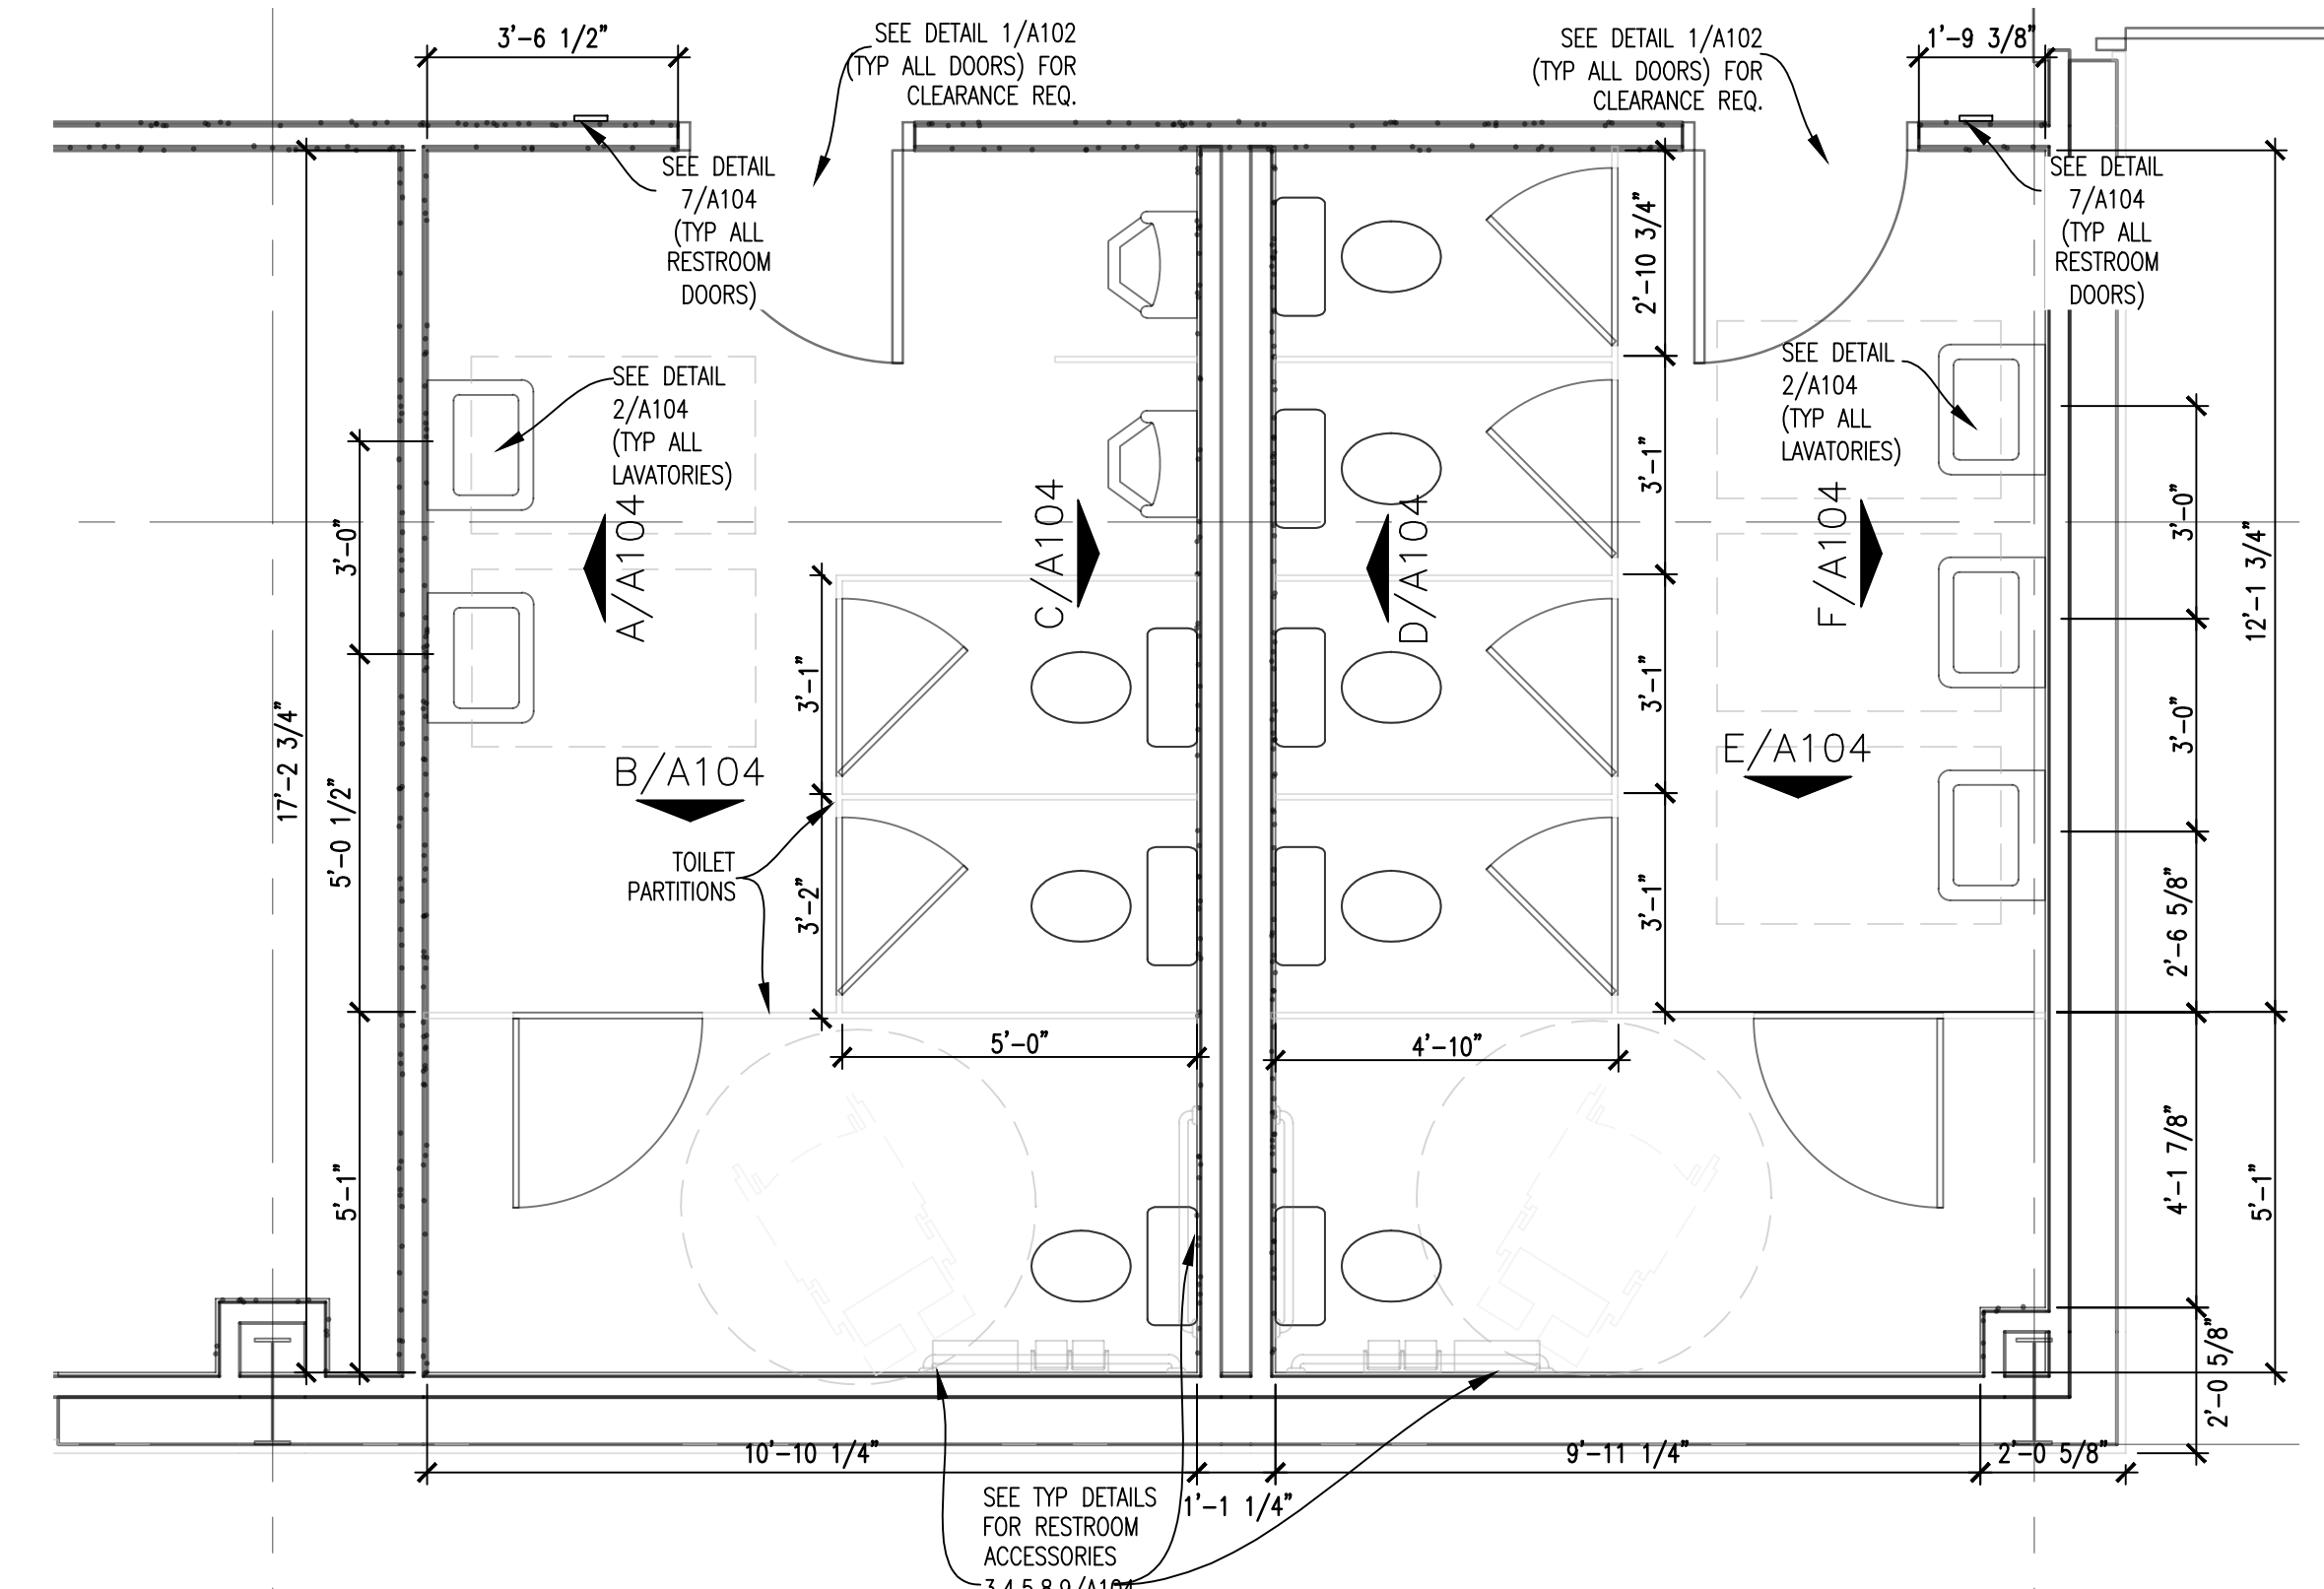 3'-6 1/2"
SEE DETAIL 1/A102
(TYP ALL DOORS) FOR
CLEARANCE REQ.
SEE DETAIL 1/A102
(TYP ALL DOORS) FOR
CLEARANCE REQ.
1'-9 3/8"
SEE DETAIL
7/A104
(TYP ALL
RESTROOM
DOORS)
SEE DETAIL
7/A104
(TYP ALL
RESTROOM
DOORS)
2'-10 3/4"
SEE DETAIL
2/A104
(TYP ALL
LAVATORIES)
SEE DETAIL
2/A104
(TYP ALL
LAVATORIES)
3'-0"
A/A104
C/A104
D/A104
3'-1"
F/A104
3'-0"
12'-1 3/4"
17'-2 3/4"
3'-1"
3'-1"
3'-0"
B/A104
E/A104
5'-0 1/2"
TOILET
PARTITIONS
3'-2"
3'-1"
2'-6 5/8"
5'-0"
4'-10"
5'-1"
4'-1 7/8"
5'-1"
2'-0 5/8"
10'-10 1/4"
9'-11 1/4"
2'-0 5/8"
1'-1 1/4"
SEE TYP DETAILS
FOR RESTROOM
ACCESSORIES
3,4,5,8,9/A104